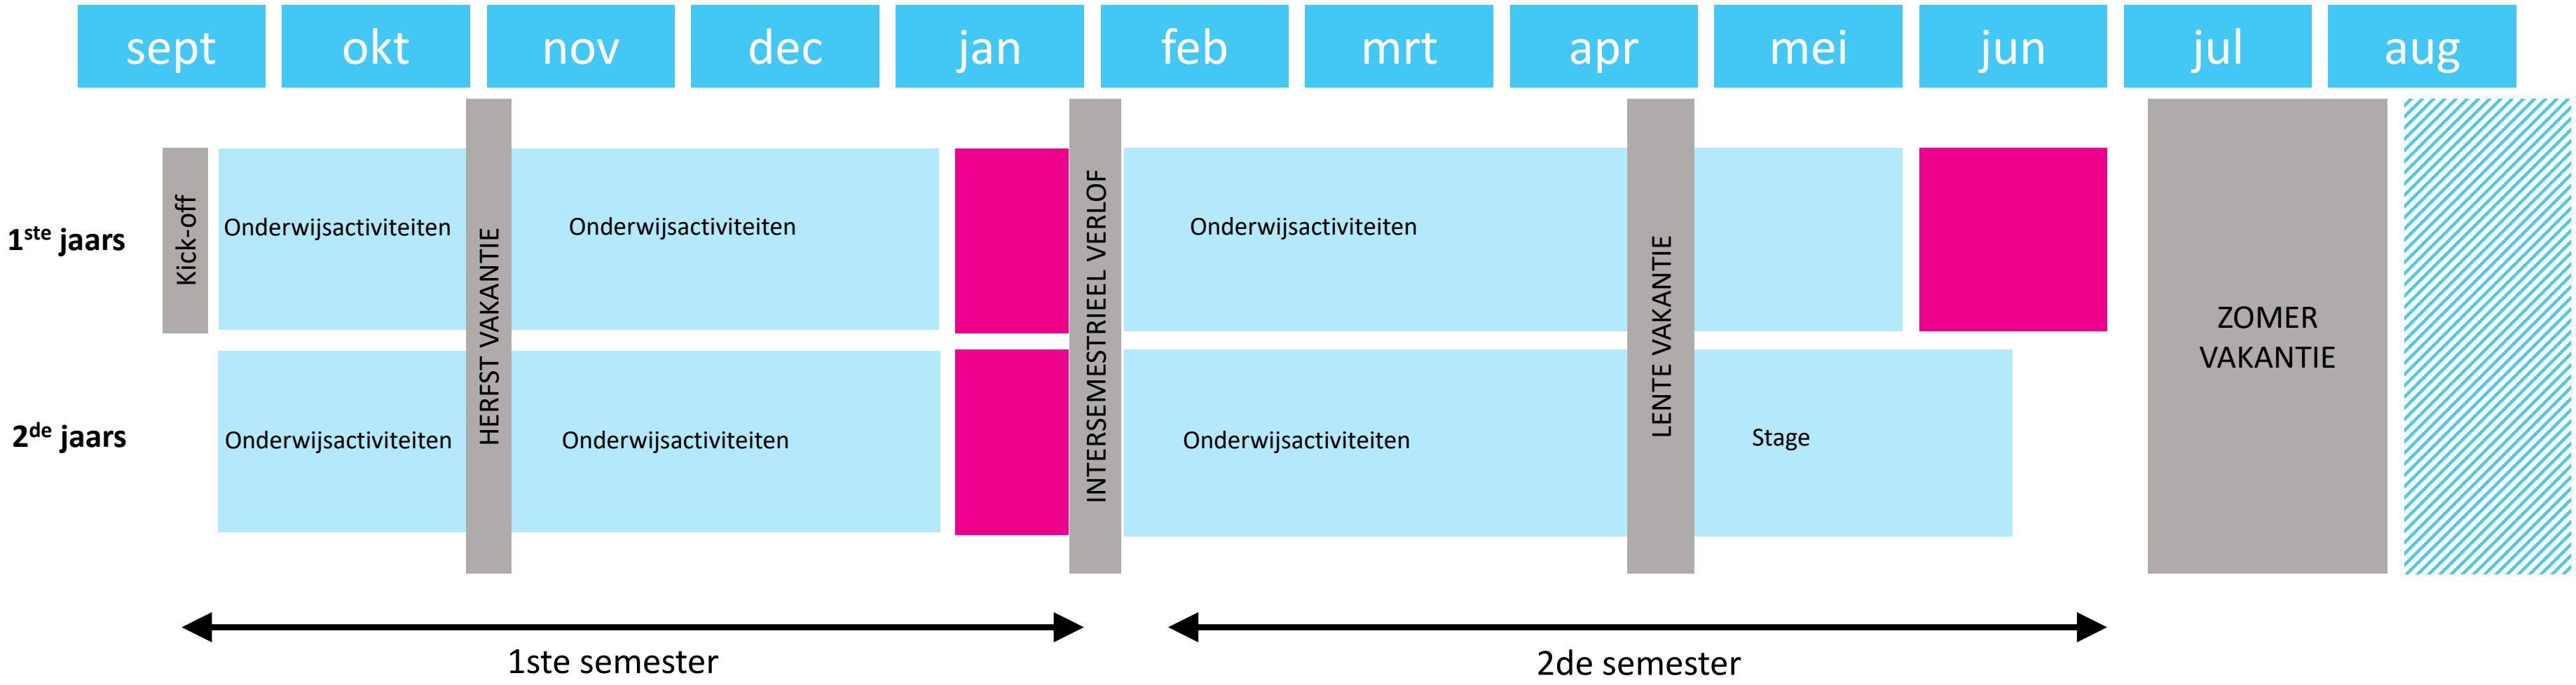 sept okt nov dec jan feb mrt apr mei jun jul aug
1ste jaars
Kick-off
Onderwijsactiviteiten
HERFST VAKANTIE
Onderwijsactiviteiten
INTERSEMESTRIEEL VERLOF
Onderwijsactiviteiten
LENTE VAKANTIE
ZOMER
VAKANTIE
2de jaars
Onderwijsactiviteiten
Onderwijsactiviteiten
Onderwijsactiviteiten
Stage
1ste semester
2de semester